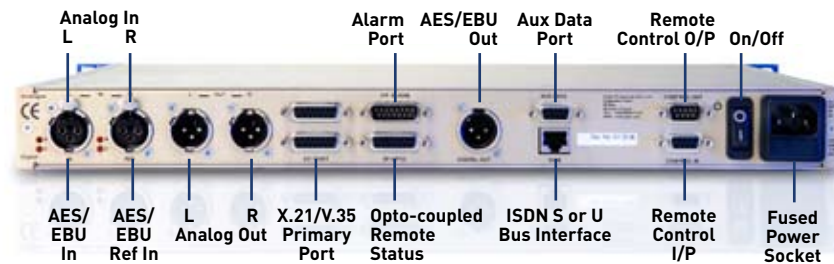 Analog In
L R
Alarm
Port
AES/EBU
Out
Aux Data
Port
Remote
Control O/P
On/Off
CE
AES/
EBU
In
AES/
EBU
Ref In
L R
Analog Out
X.21/V.35
Primary
Port
Opto-coupled
Remote
Status
ISDN S or U
Bus Interface
Remote
Control
I/P
Fused
Power
Socket